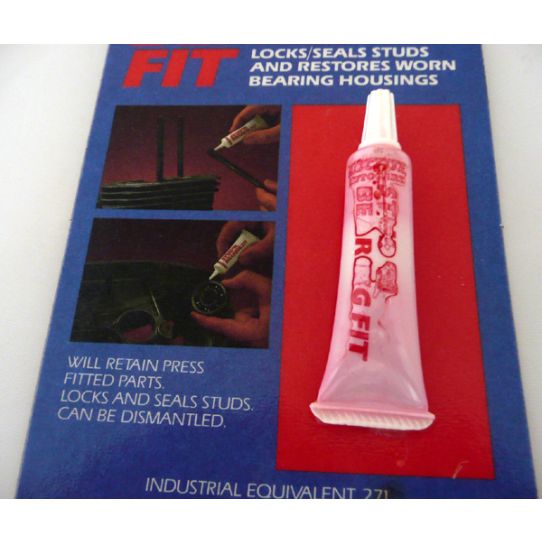 FIT
LOCKS/SEALS STUDS
AND RESTORES WORN
BEARING HOUSINGS
WILL RETAIN PRESS
FITTED PARTS.
LOCKS AND SEALS STUDS.
CAN BE DISMANTLED.
INDUSTRIAL EQUIVALENT 271
FIT